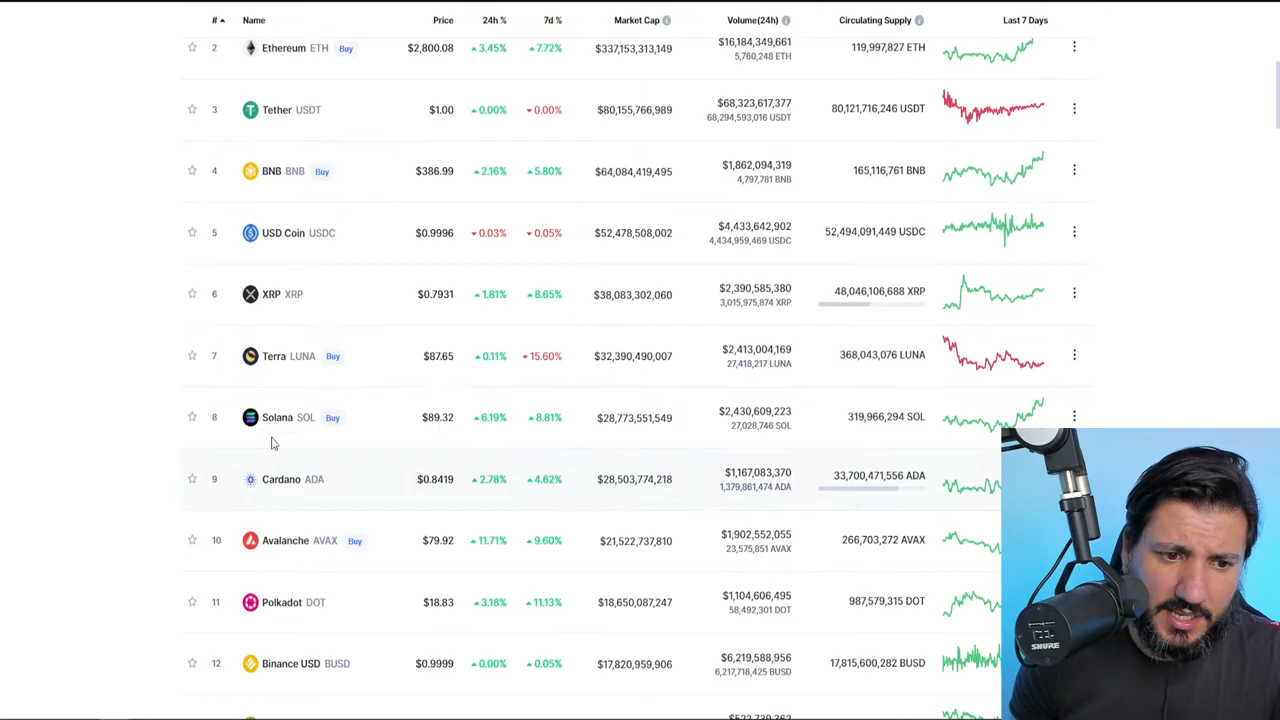 # Name Price 24h % 7d % Market Cap Volume(24h) Circulating Supply Last 7 Days
2 Ethereum ETH Buy $2,800.08 3.45% 7.72% $337,153,313,149 $16,184,349,661 119,997,827 ETH
5,760,248 ETH
3 Tether USDT $1.00 0.00% 0.00% $80,155,766,989 $68,323,617,377 80,121,716,246 USDT
68,294,593,016 USDT
4 BNB BNB Buy $386.99 2.16% 5.80% $64,084,419,495 $1,862,094,319 165,116,761 BNB
4,797,781 BNB
5 USD Coin USDC $0.9996 0.03% 0.05% $52,478,508,002 $4,433,642,902 52,494,091,449 USDC
4,434,959,469 USDC
6 XRP XRP $0.7931 1.81% 8.65% $38,083,302,060 $2,390,585,380 48,046,106,688 XRP
3,015,975,874 XRP
7 Terra LUNA Buy $87.65 0.11% 15.60% $32,390,490,007 $2,413,004,169 368,043,076 LUNA
27,418,217 LUNA
8 Solana SOL Buy $89.32 6.19% 8.81% $28,773,551,549 $2,430,609,223 319,966,294 SOL
27,028,746 SOL
9 Cardano ADA $0.8419 2.78% 4.62% $28,503,774,218 $1,167,083,370 33,700,471,556 ADA
1,379,861,474 ADA
10 Avalanche AVAX Buy $79.92 11.71% 9.60% $21,522,737,810 $1,902,552,055 266,703,272 AVAX
23,575,851 AVAX
11 Polkadot DOT $18.83 3.18% 11.13% $18,650,087,247 $1,104,606,495 987,579,315 DOT
58,492,301 DOT
12 Binance USD BUSD $0.9999 0.00% 0.05% $17,820,959,906 $6,219,588,956 17,815,600,282 BUSD
6,217,718,425 BUSD
SHURE